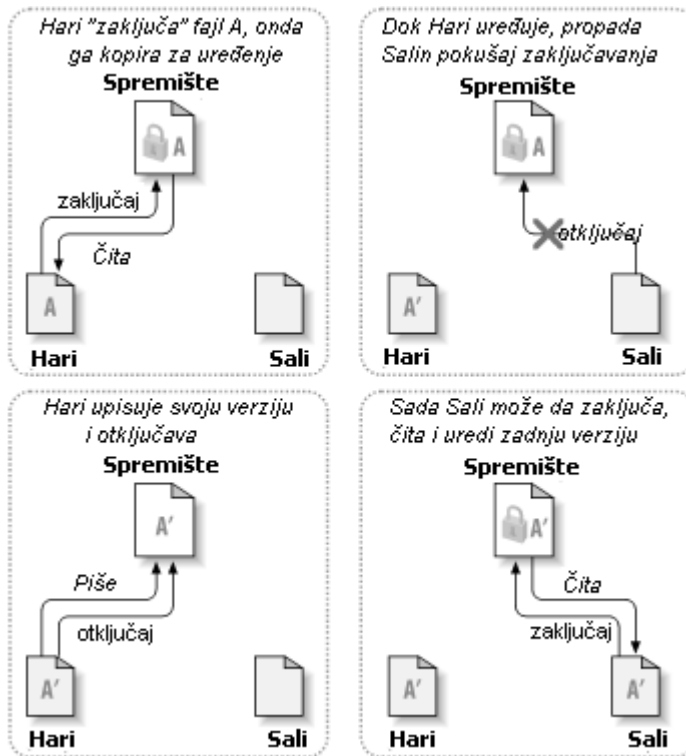 Hari "zaključa" fajl A, onda
ga kopira za uređenje
Spremište
A
zaključaj
Čita
A
Hari
Sali
Dok Hari uređuje, propada
Salin pokušaj zaključavanja
Spremište
A
otključaj
A'
Hari
Sali
Hari upisuje svoju verziju
i otključava
Spremište
A'
Piše
otključaj
A'
Hari
Sali
Sada Sali može da zaključa,
čita i uredi zadnju verziju
Spremište
A'
Čita
zaključaj
A'
A'
Hari
Sali